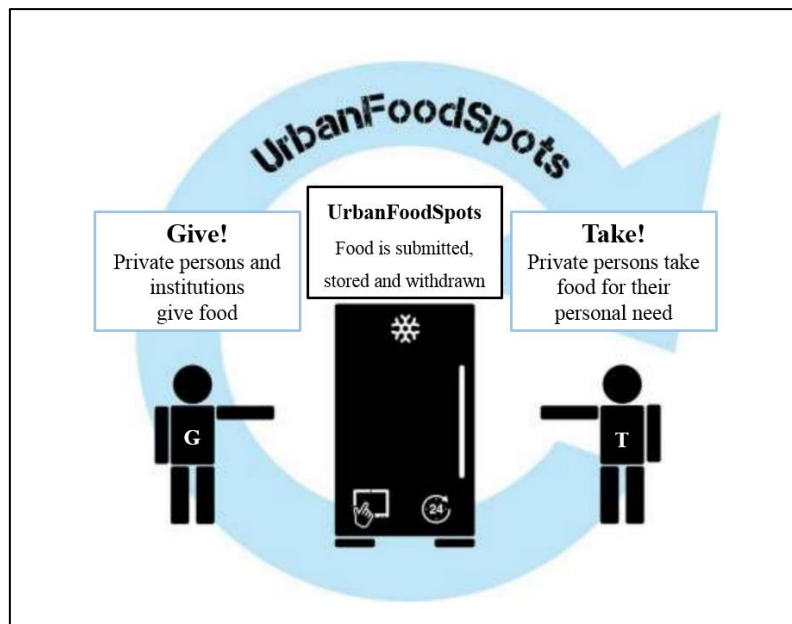 UrbanFoodSpots
Give!
Private persons and
institutions
give food
UrbanFoodSpots
Food is submitted,
stored and withdrawn
Take!
Private persons take
food for their
personal need
G
24
T